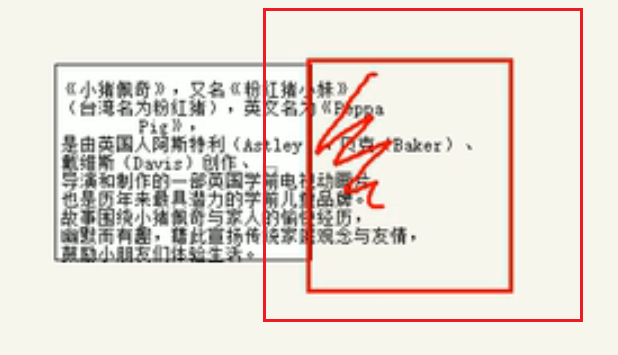 《小猪佩奇》，又名《粉红猪小妹》
（台湾名为粉红猪），英文名为《Peppa
Pig》，
是由英国人阿斯特利（Astley （Baker）、
戴维斯（Davis）创作、
导演和制作的一部英国学前电视动画片，
也是历年来最具潜力的学前儿童品牌。
故事围绕小猪佩奇与家人的愉快经历，
幽默而有趣，藉此宣扬传统家庭观念与友情，
鼓励小朋友们体验生活。